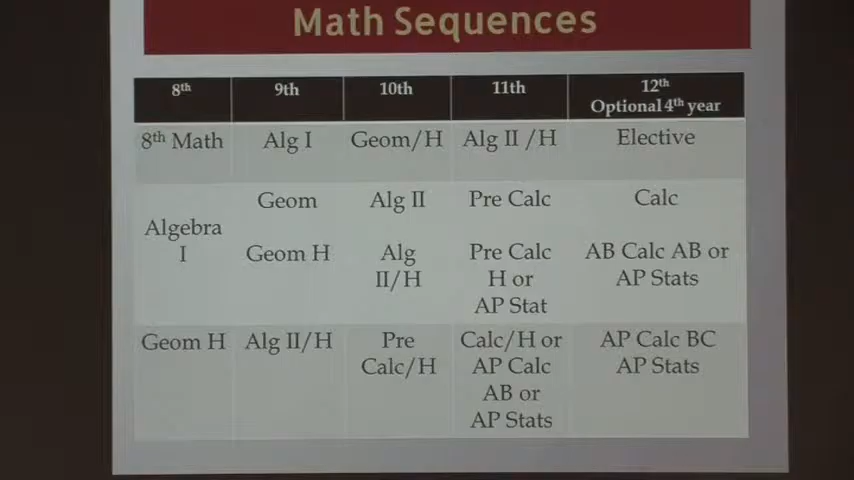 Math Sequences
8th 9th 10th 11th 12th
Optional 4th year
8th Math Alg I Geom/H Alg II /H Elective
Geom Alg II Pre Calc Calc
Algebra
I
Geom H Alg Pre Calc AB Calc AB or
II/H H or AP Stats
AP Stat
Geom H Alg II/H Pre Calc/H or AP Calc BC
Calc/H AP Calc AP Stats
AB or
AP Stats